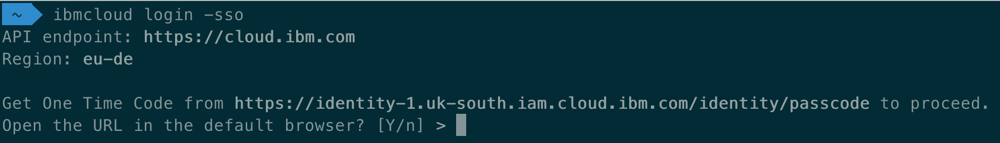 ~ ibmcloud login -sso
API endpoint: https://cloud.ibm.com
Region: eu-de
Get One Time Code from https://identity-1.uk-south.iam.cloud.ibm.com/identity/passcode to proceed.
Open the URL in the default browser? [Y/n] >